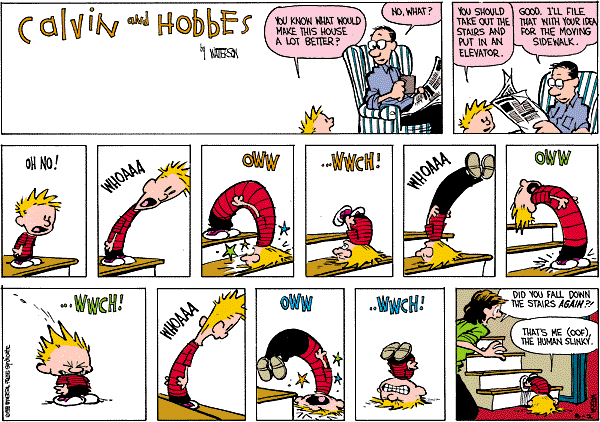 Calvin and Hobbes
by WATTERSON
YOU KNOW WHAT WOULD
MAKE THIS HOUSE
A LOT BETTER?
NO, WHAT?
YOU SHOULD
TAKE OUT THE
STAIRS AND
PUT IN AN
ELEVATOR.
GOOD. I'LL FILE
THAT WITH YOUR IDEA
FOR THE MOVING
SIDEWALK.
OH NO!
WHOAAA
OWW
...WWCH!
WHOAAA
OWW
...WWCH!
WHOAAA
OWW
..WWCH!
DID YOU FALL DOWN
THE STAIRS AGAIN?!
THAT'S ME (OOF),
THE HUMAN SLINKY.